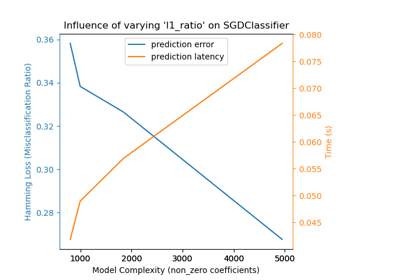 Influence of varying 'l1_ratio' on SGDClassifier
prediction error
prediction latency
Hamming Loss (Misclassification Ratio)
0.36
0.34
0.32
0.30
0.28
0.080
0.075
0.070
0.065
0.060
0.055
0.050
0.045
Time (s)
1000 2000 3000 4000 5000
Model Complexity (non_zero coefficients)